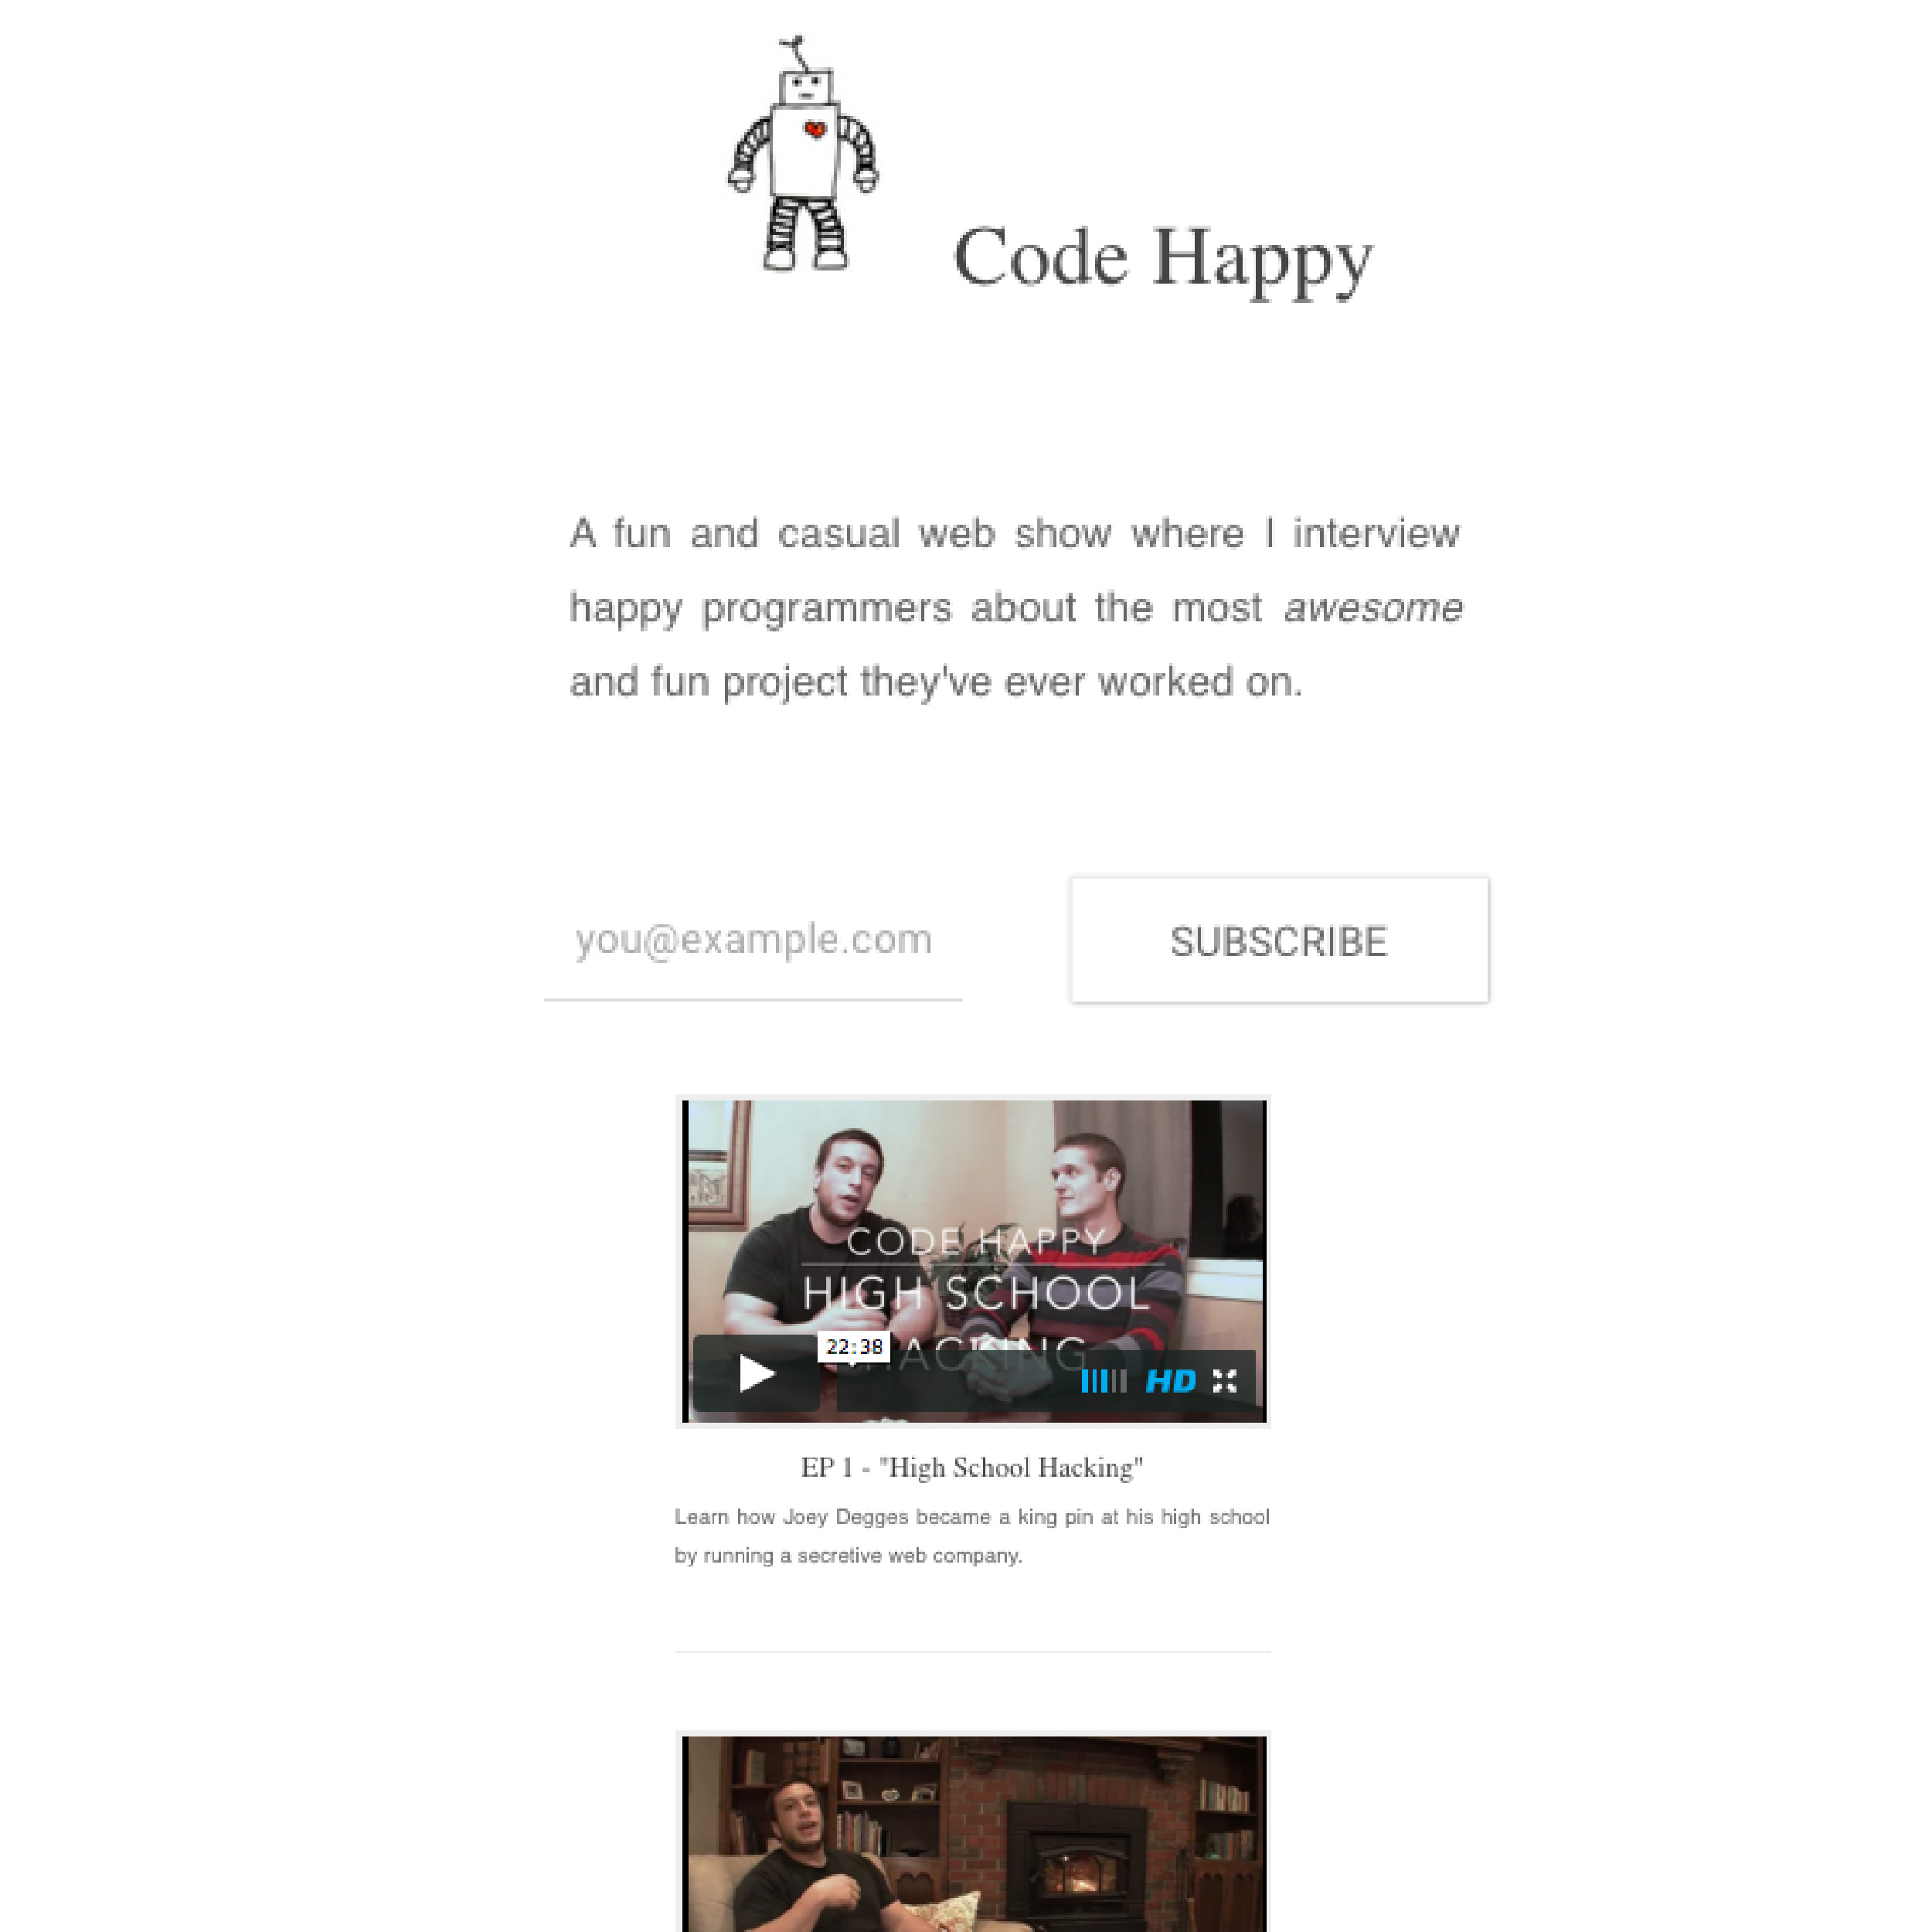 Code Happy
A fun and casual web show where I interview
happy programmers about the most awesome
and fun project they've ever worked on.
you@example.com
SUBSCRIBE
CODE HAPPY
HIGH SCHOOL
HACKING
22:38
HD
EP 1 - "High School Hacking"
Learn how Joey Degges became a king pin at his high school
by running a secretive web company.